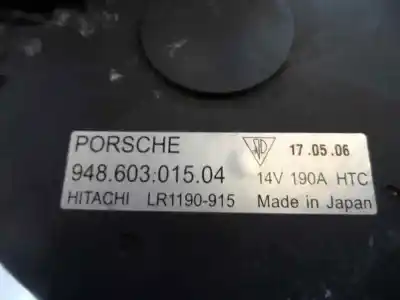 PORSCHE 17.05.06
948.603.015.04 14V 190A HTC
HITACHI LR1190-915 Made in Japan